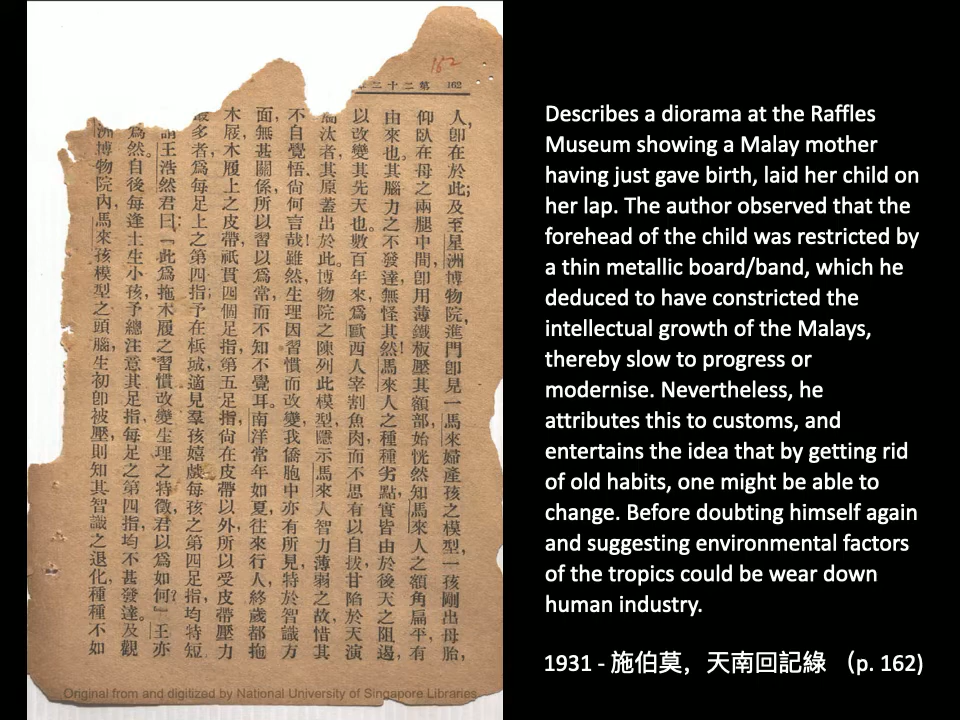 162
162 第二十二
人，即在於此；及至星洲博物院，進門即見一馬來婦產孩之模型，一孩剛出母胎，
仰臥在母之兩腿中間，即用薄鐵板壓其額部，始恍然知馬來人之額角扁平，有
由來也。其腦力之不發達，無怪其然！馬來人之種種劣點，實皆由於後天之阻遏，
以改變其先天也。數百年來，爲歐西人宰割魚肉，而不思有以自拔，甘陷於天演
汰者，其原蓋出於此。博物院之陳列此模型，隱示馬來人智力薄弱之故，惜其
不自覺悟，尙何言哉！雖然，生理因習慣而改變，我僑胞中亦有所見，特於智識方
面，無甚關係，所以習以爲常，而不知不覺耳。南洋常年如夏，往來行人，終歲都拖
木屐，木履上之皮帶，祇貫四個足指，第五足指，尙在皮帶以外，所以受皮帶壓力
最多者，爲每足上之第四指；予在梹城，適見羣孩嬉戲，每孩之第四足指，均特短
謂王浩然君曰：「此爲拖木履之習慣，改變生理之特徵，君以爲如何？」王亦
爲然。自後每逢土生小孩，予總注意其足指，每足之第四指，均不甚發達。及觀
洲博物院內，馬來孩模型之頭腦，生初即被壓，則知其智識之退化，種種不如
Original from and digitized by National University of Singapore Libraries
Describes a diorama at the Raffles
Museum showing a Malay mother
having just gave birth, laid her child on
her lap. The author observed that the
forehead of the child was restricted by
a thin metallic board/band, which he
deduced to have constricted the
intellectual growth of the Malays,
thereby slow to progress or
modernise. Nevertheless, he
attributes this to customs, and
entertains the idea that by getting rid
of old habits, one might be able to
change. Before doubting himself again
and suggesting environmental factors
of the tropics could be wear down
human industry.
1931 - 施伯莫，天南回記綠 （p. 162)